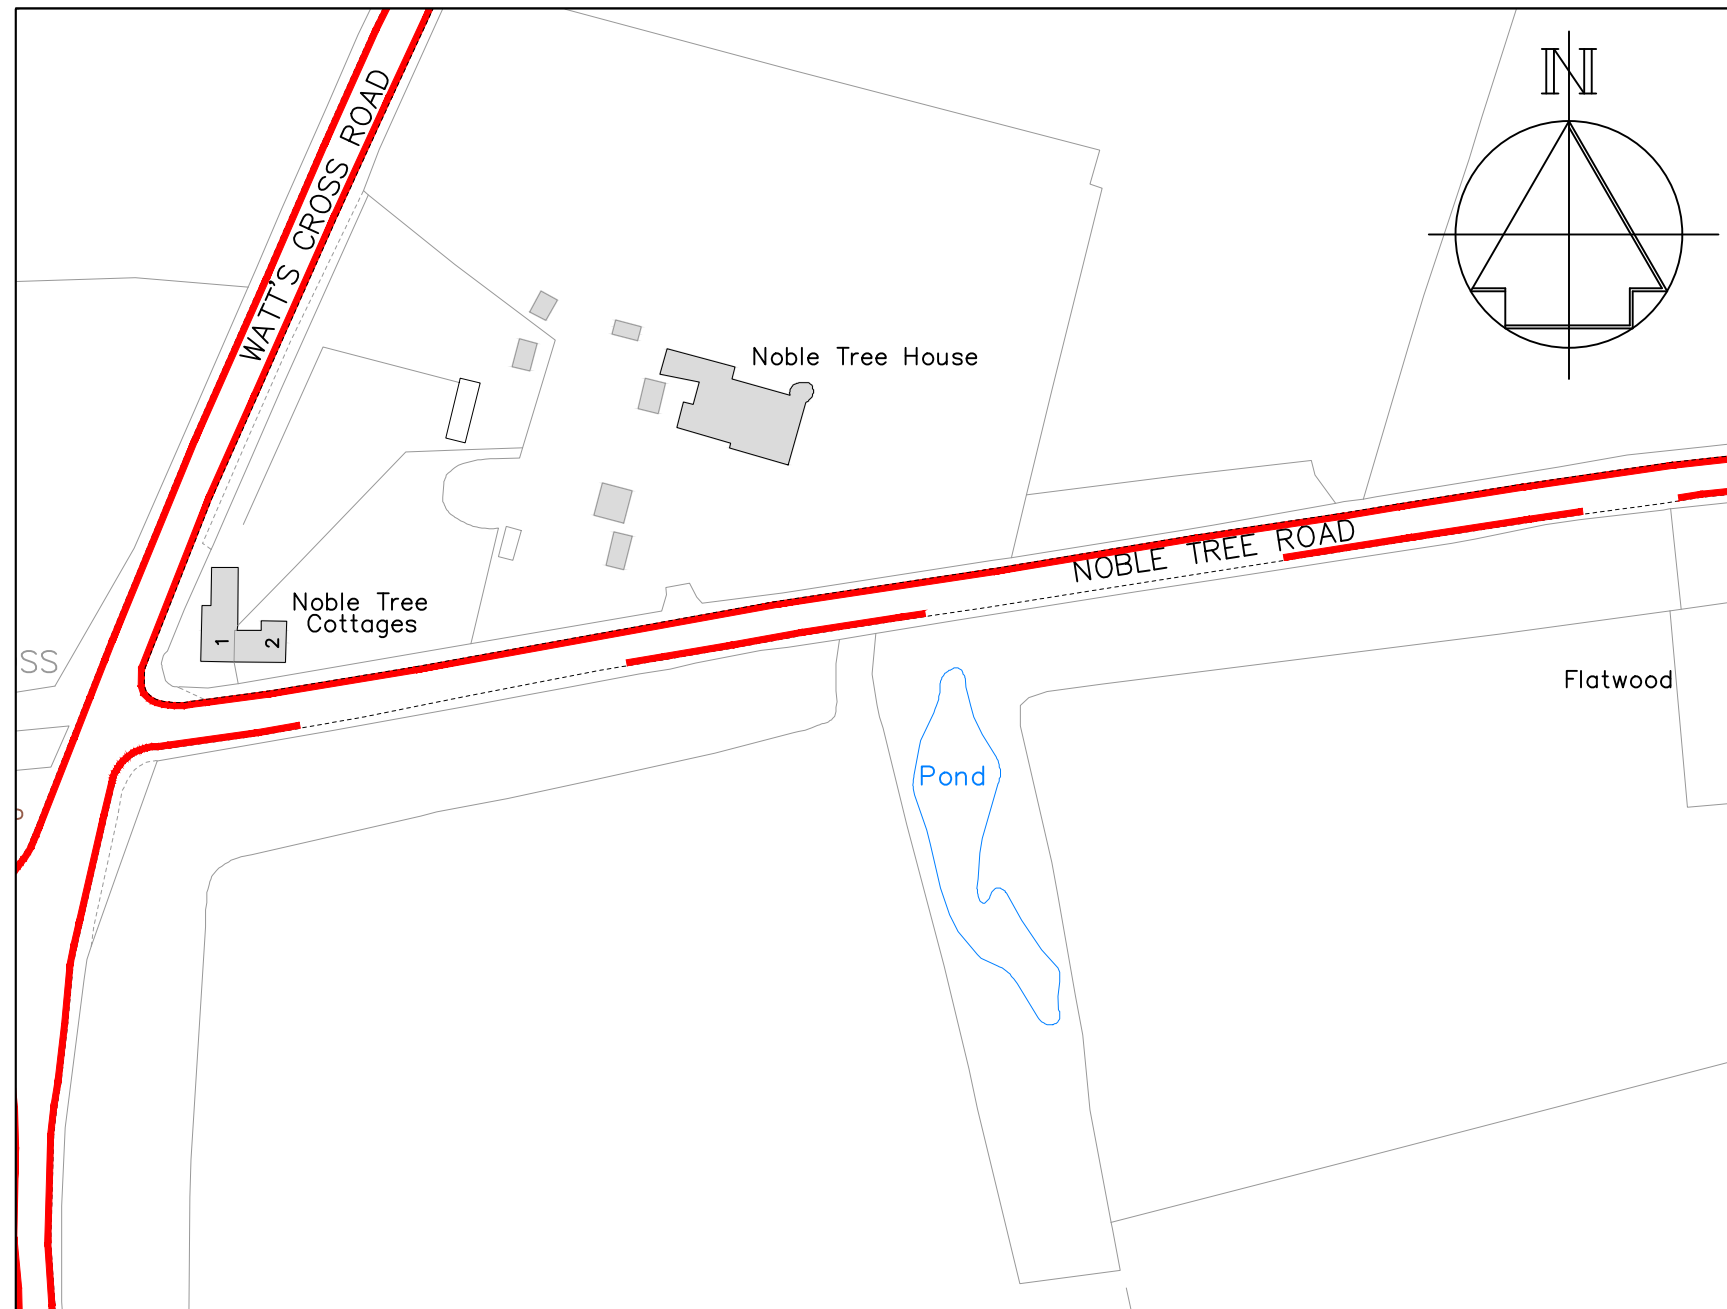 N
WATT'S CROSS ROAD
Noble Tree House
NOBLE TREE ROAD
Noble Tree
Cottages
1
2
SS
Flatwood
Pond